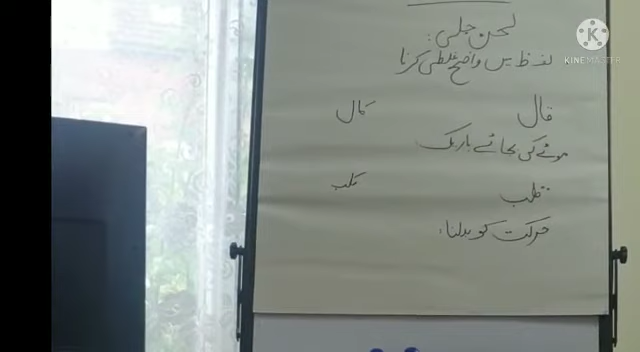 لحن جلی:
لفظ میں واضح غلطی کرنا
قال کال
موٹے کی بجائے باریک
قلب کلب
حرکت کو بدلنا:
KINEMASTER